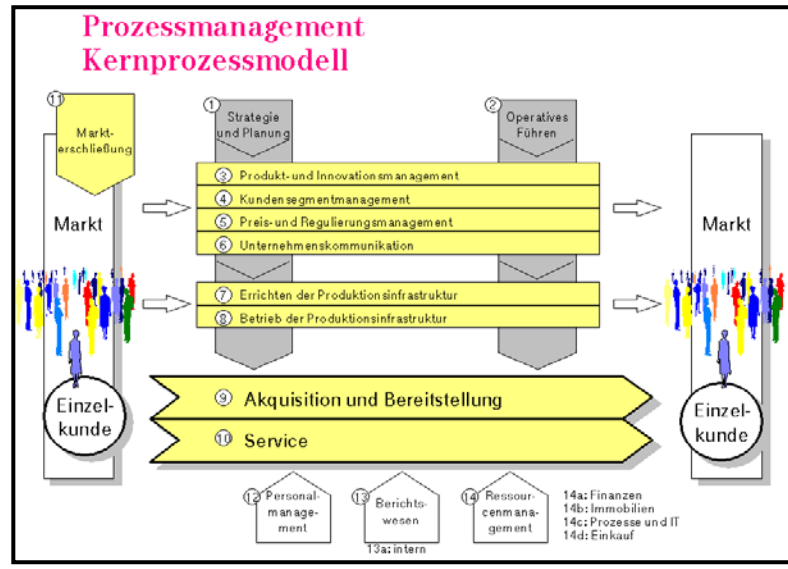 Prozessmanagement
Kernprozessmodell
11
Markt-
erschließung
1
Strategie
und Planung
2
Operatives
Führen
Markt
3 Produkt- und Innovationsmanagement
4 Kundensegmentmanagement
5 Preis- und Regulierungsmanagement
6 Unternehmenskommunikation
Markt
7 Errichten der Produktionsinfrastruktur
8 Betrieb der Produktionsinfrastruktur
Einzel-
kunde
9 Akquisition und Bereitstellung
10 Service
Einzel-
kunde
12 Personal-
manage-
ment
13 Berichts-
wesen
13a: intern
14 Ressour-
cenmana-
gement
14a: Finanzen
14b: Immobilien
14c: Prozesse und IT
14d: Einkauf